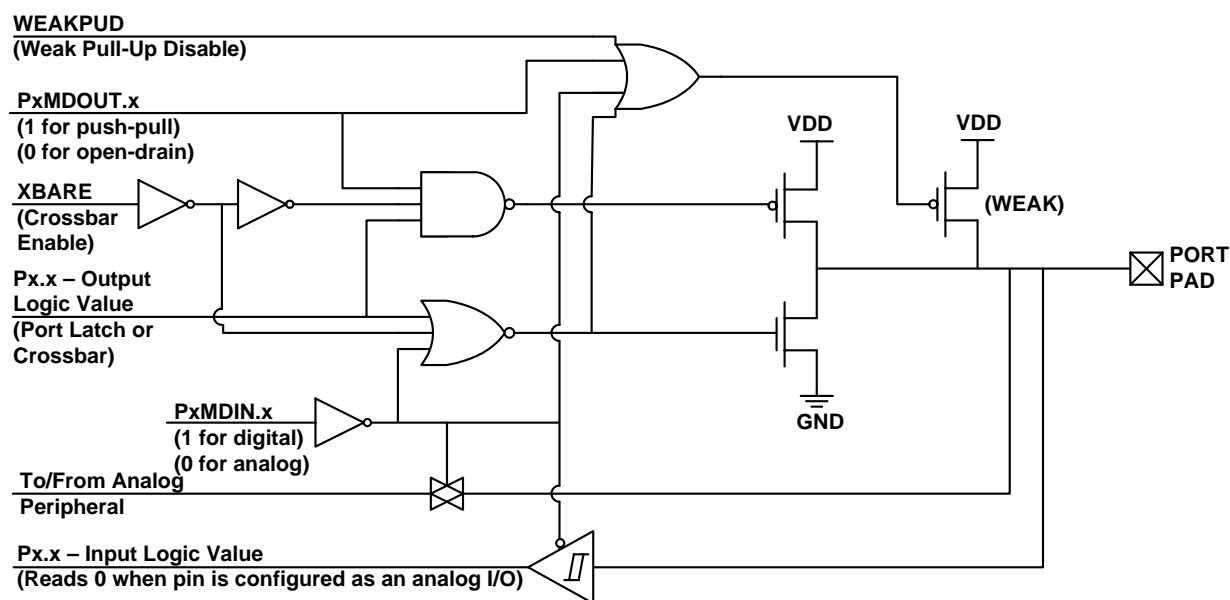 WEAKPUD
(Weak Pull-Up Disable)
PxMDOUT.x
(1 for push-pull)
(0 for open-drain)
XBARE
(Crossbar
Enable)
Px.x – Output
Logic Value
(Port Latch or
Crossbar)
PxMDIN.x
(1 for digital)
(0 for analog)
To/From Analog
Peripheral
Px.x – Input Logic Value
(Reads 0 when pin is configured as an analog I/O)
VDD
VDD
(WEAK)
PORT
PAD
GND